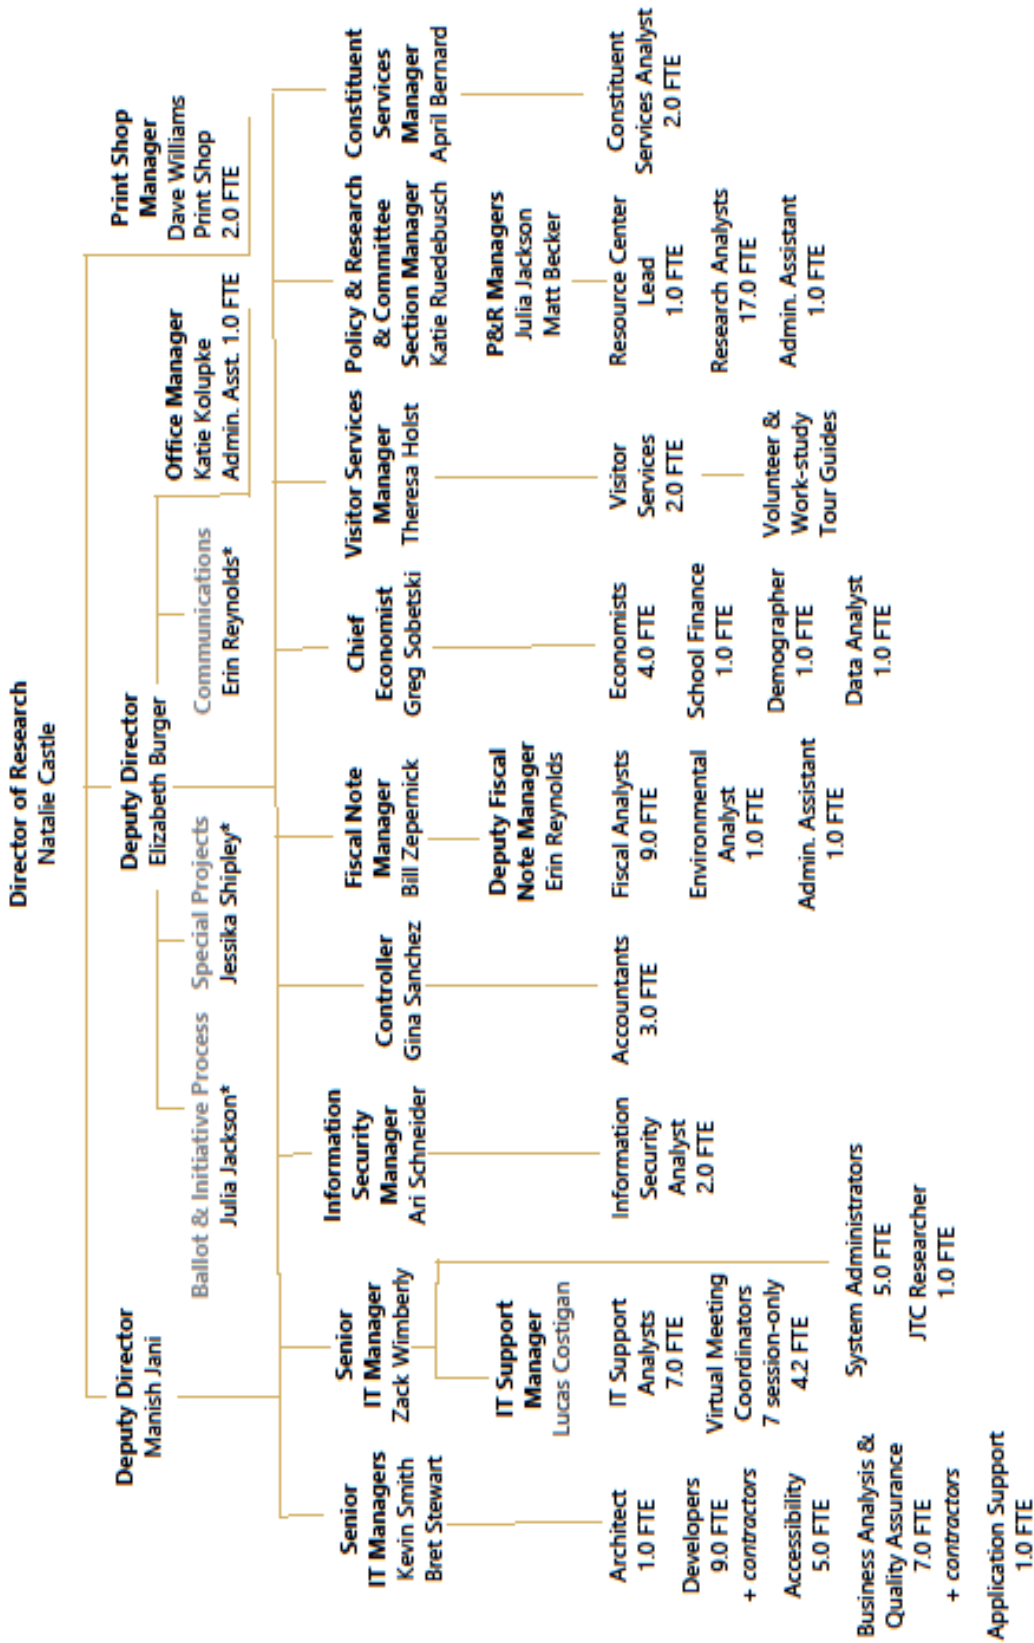 Director of Research
Natalie Castle
Deputy Director
Manish Jani
Deputy Director
Elizabeth Burger
Print Shop
Manager
Dave Williams
Print Shop
2.0 FTE
Office Manager
Katie Kolupke
Admin. Asst. 1.0 FTE
Ballot & Initiative Process
Julia Jackson*
Special Projects
Jessika Shipley*
Communications
Erin Reynolds*
Senior
IT Managers
Kevin Smith
Bret Stewart
Architect
1.0 FTE
Developers
9.0 FTE
+ contractors
Accessibility
5.0 FTE
Business Analysis &
Quality Assurance
7.0 FTE
+ contractors
Application Support
1.0 FTE
Senior
IT Manager
Zack Wimberly
IT Support
Manager
Lucas Costigan
IT Support
Analysts
7.0 FTE
Virtual Meeting
Coordinators
7 session-only
4.2 FTE
System Administrators
5.0 FTE
JTC Researcher
1.0 FTE
Information
Security
Manager
Ari Schneider
Information
Security
Analyst
2.0 FTE
Controller
Gina Sanchez
Accountants
3.0 FTE
Fiscal Note
Manager
Bill Zepernick
Deputy Fiscal
Note Manager
Erin Reynolds
Fiscal Analysts
9.0 FTE
Environmental
Analyst
1.0 FTE
Admin. Assistant
1.0 FTE
Chief
Economist
Greg Sobetski
Economists
4.0 FTE
School Finance
1.0 FTE
Demographer
1.0 FTE
Data Analyst
1.0 FTE
Visitor Services
Manager
Theresa Holst
Visitor
Services
2.0 FTE
Volunteer &
Work-study
Tour Guides
Policy & Research
& Committee
Section Manager
Katie Ruedebusch
P&R Managers
Julia Jackson
Matt Becker
Resource Center
Lead
1.0 FTE
Research Analysts
17.0 FTE
Admin. Assistant
1.0 FTE
Constituent
Services
Manager
April Bernard
Constituent
Services Analyst
2.0 FTE